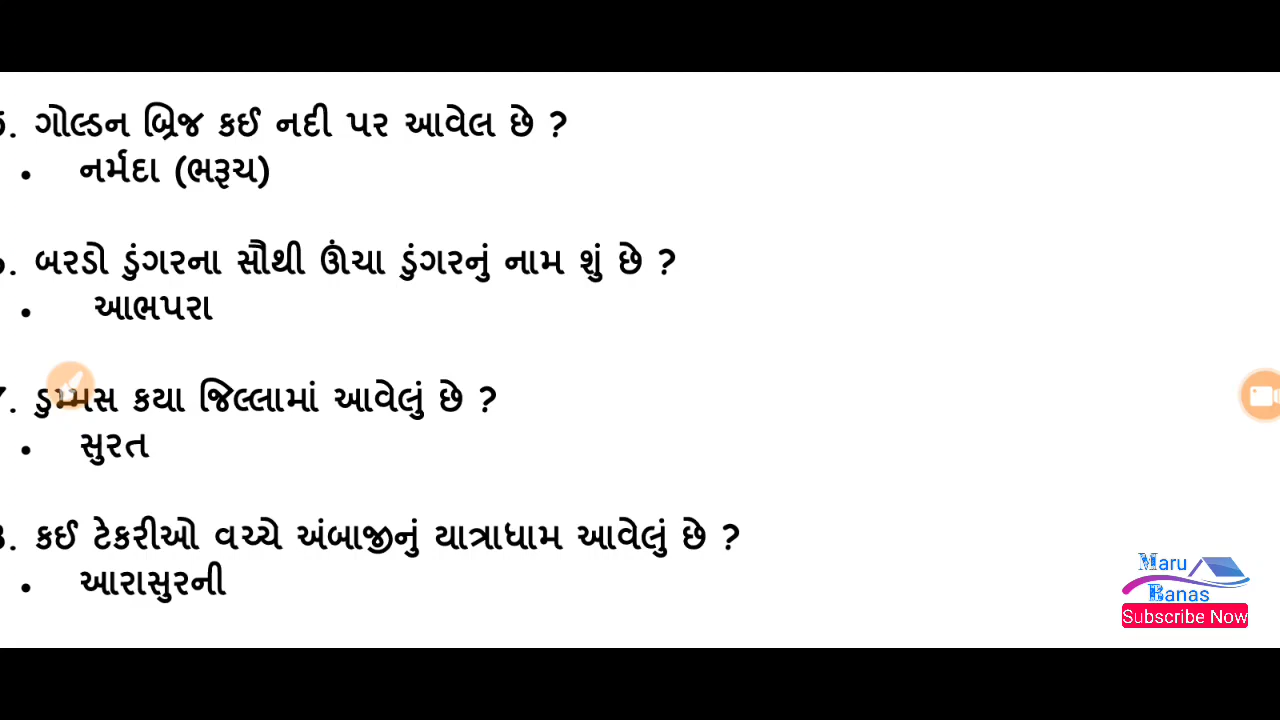 ગોલ્ડન બ્રિજ કઈ નદી પર આવેલ છે ?
• નર્મદા (ભરૂચ)
બરડો ડુંગરના સૌથી ઊંચા ડુંગરનું નામ શું છે ?
• આભપરા
ડુમ્મસ કયા જિલ્લામાં આવેલું છે ?
• સુરત
કઈ ટેકરીઓ વચ્ચે અંબાજીનું યાત્રાધામ આવેલું છે ?
• આરાસુરની
Maru
Banas
Subscribe Now